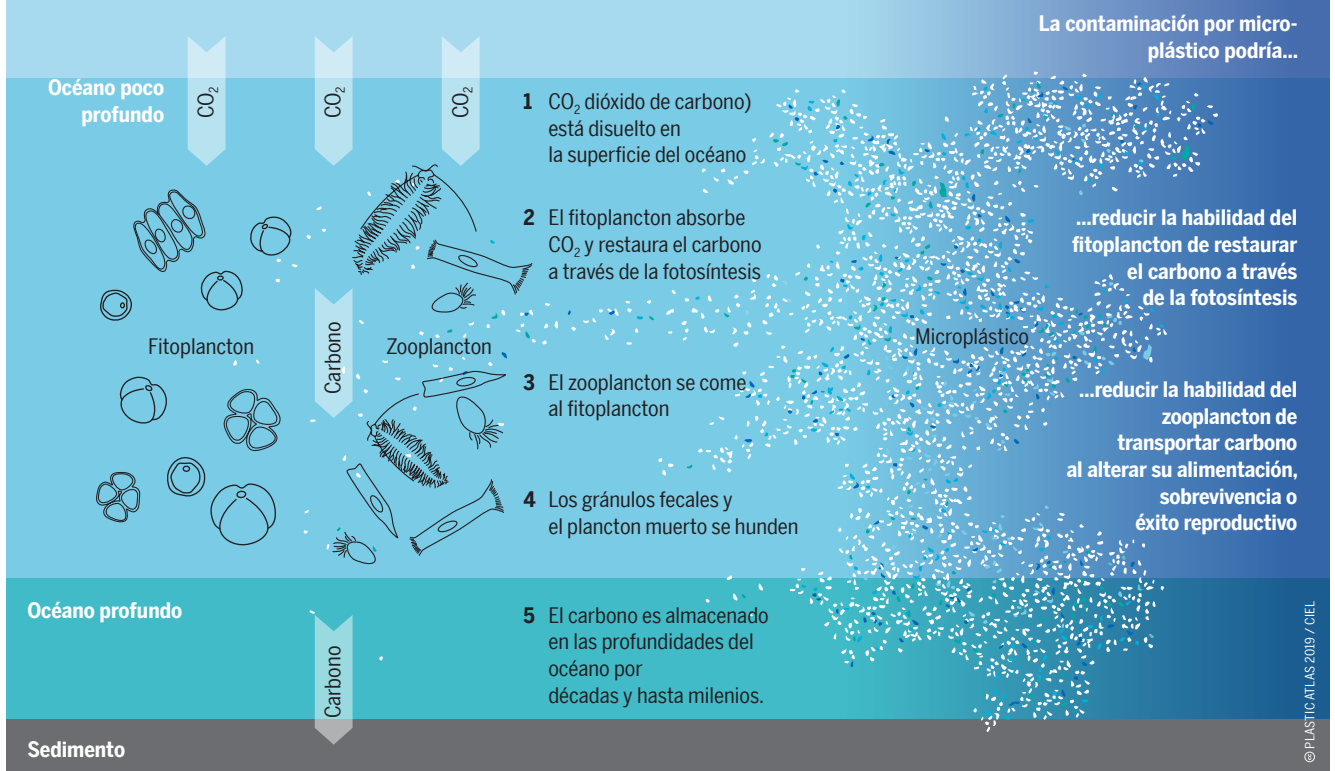 La contaminación por micro-
plástico podría...
Océano poco
profundo
CO₂
CO₂
CO₂
1 CO₂ dióxido de carbono)
está disuelto en
la superficie del océano
2 El fitoplancton absorbe
CO₂ y restaura el carbono
a través de la fotosíntesis
...reducir la habilidad del
fitoplancton de restaurar
el carbono a través
de la fotosíntesis
Fitoplancton
Carbono
Zooplancton
Microplástico
3 El zooplancton se come
al fitoplancton
...reducir la habilidad del
zooplancton de
transportar carbono
al alterar su alimentación,
sobrevivencia o
éxito reproductivo
4 Los gránulos fecales y
el plancton muerto se hunden
Océano profundo
Carbono
5 El carbono es almacenado
en las profundidades del
océano por
décadas y hasta milenios.
Sedimento
© PLASTIC ATLAS 2019 / CIEL